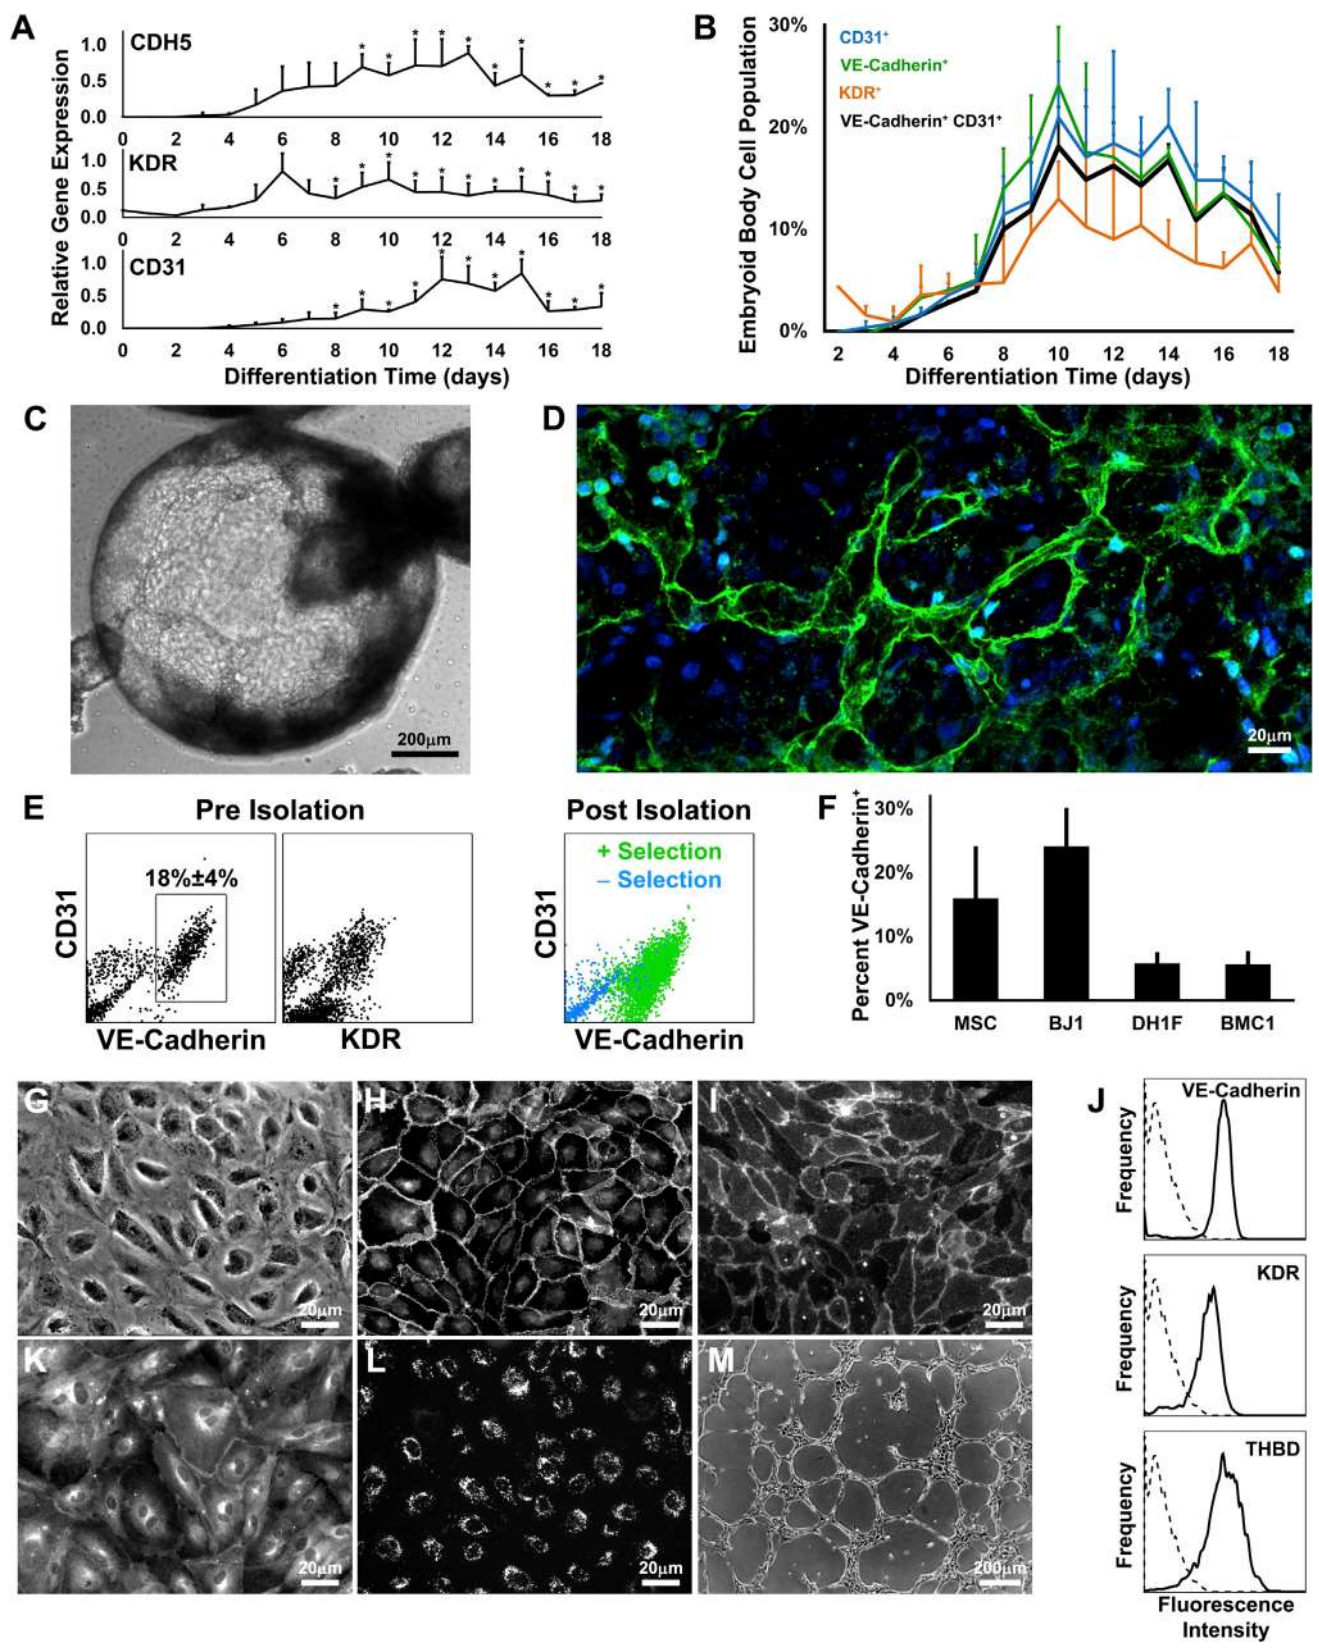 A
Relative Gene Expression
CDH5
1.0
0.5
0.0
0 2 4 6 8 10 12 14 16 18
* * * * * * * * * *
KDR
1.0
0.5
0.0
0 2 4 6 8 10 12 14 16 18
* * * * * * * * * * *
CD31
1.0
0.5
0.0
0 2 4 6 8 10 12 14 16 18
* * * * * * * * * * *
Differentiation Time (days)
B
Embryoid Body Cell Population
30%
20%
10%
0%
CD31+
VE-Cadherin+
KDR+
VE-Cadherin+ CD31+
2 4 6 8 10 12 14 16 18
Differentiation Time (days)
C
200μm
D
20μm
E
Pre Isolation
CD31
18%±4%
VE-Cadherin
KDR
Post Isolation
+ Selection
– Selection
CD31
VE-Cadherin
F
Percent VE-Cadherin+
30%
20%
10%
0%
MSC BJ1 DH1F BMC1
G
20μm
H
20μm
I
20μm
J
VE-Cadherin
Frequency
KDR
Frequency
THBD
Frequency
Fluorescence
Intensity
K
20μm
L
20μm
M
200μm